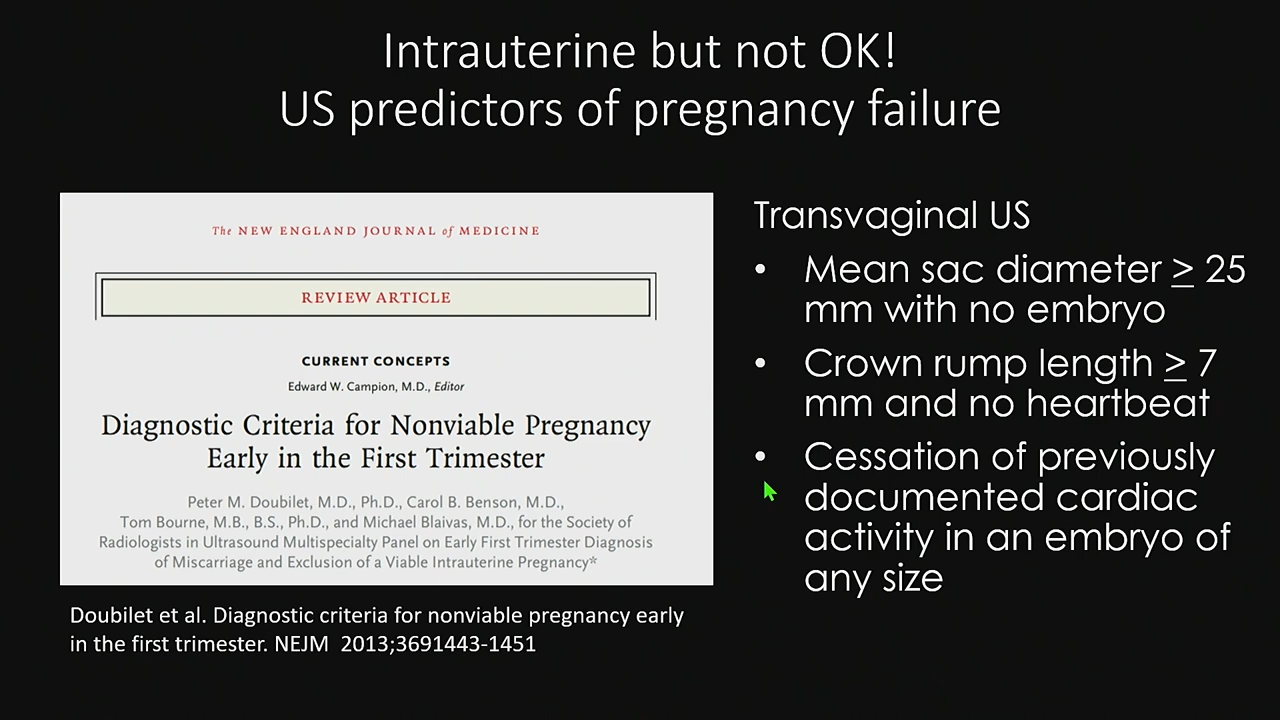 Intrauterine but not OK!
US predictors of pregnancy failure
The NEW ENGLAND JOURNAL of MEDICINE
REVIEW ARTICLE
CURRENT CONCEPTS
Edward W. Campion, M.D., Editor
Diagnostic Criteria for Nonviable Pregnancy
Early in the First Trimester
Peter M. Doubilet, M.D., Ph.D., Carol B. Benson, M.D.,
Tom Bourne, M.B., B.S., Ph.D., and Michael Blaivas, M.D., for the Society of
Radiologists in Ultrasound Multispecialty Panel on Early First Trimester Diagnosis
of Miscarriage and Exclusion of a Viable Intrauterine Pregnancy*
Doubilet et al. Diagnostic criteria for nonviable pregnancy early
in the first trimester. NEJM 2013;3691443-1451
Transvaginal US
• Mean sac diameter ≥ 25
mm with no embryo
• Crown rump length ≥ 7
mm and no heartbeat
• Cessation of previously
documented cardiac
activity in an embryo of
any size